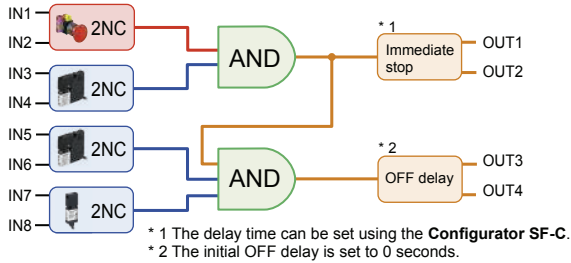 IN1
IN2
2NC
IN3
IN4
2NC
AND
* 1
Immediate
stop
OUT1
OUT2
IN5
IN6
2NC
IN7
IN8
2NC
AND
* 2
OFF delay
OUT3
OUT4
* 1 The delay time can be set using the Configurator SF-C.
* 2 The initial OFF delay is set to 0 seconds.